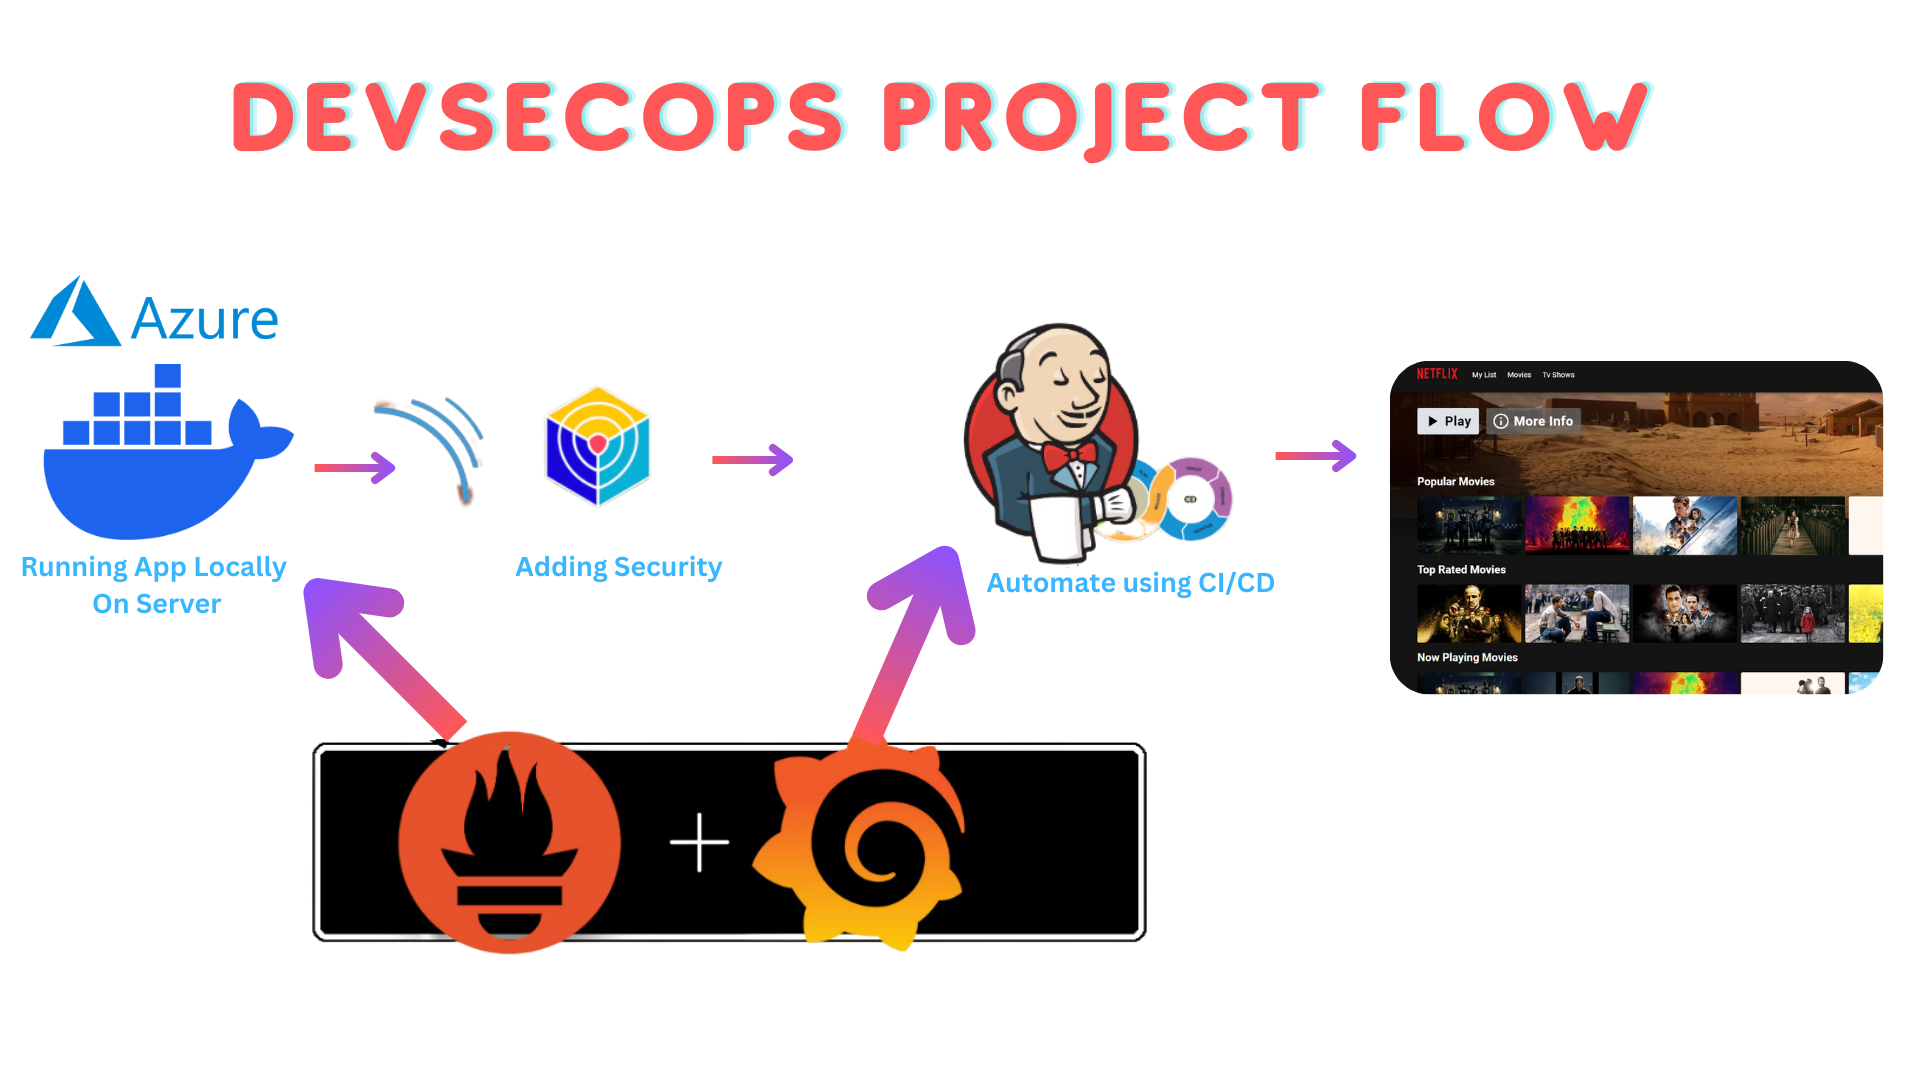 DEVSECOPS PROJECT FLOW
Azure
Running App Locally
On Server
Adding Security
CD
Automate using CI/CD
NETFLIX My List Movies Tv Shows
Play More Info
Popular Movies
Top Rated Movies
Now Playing Movies